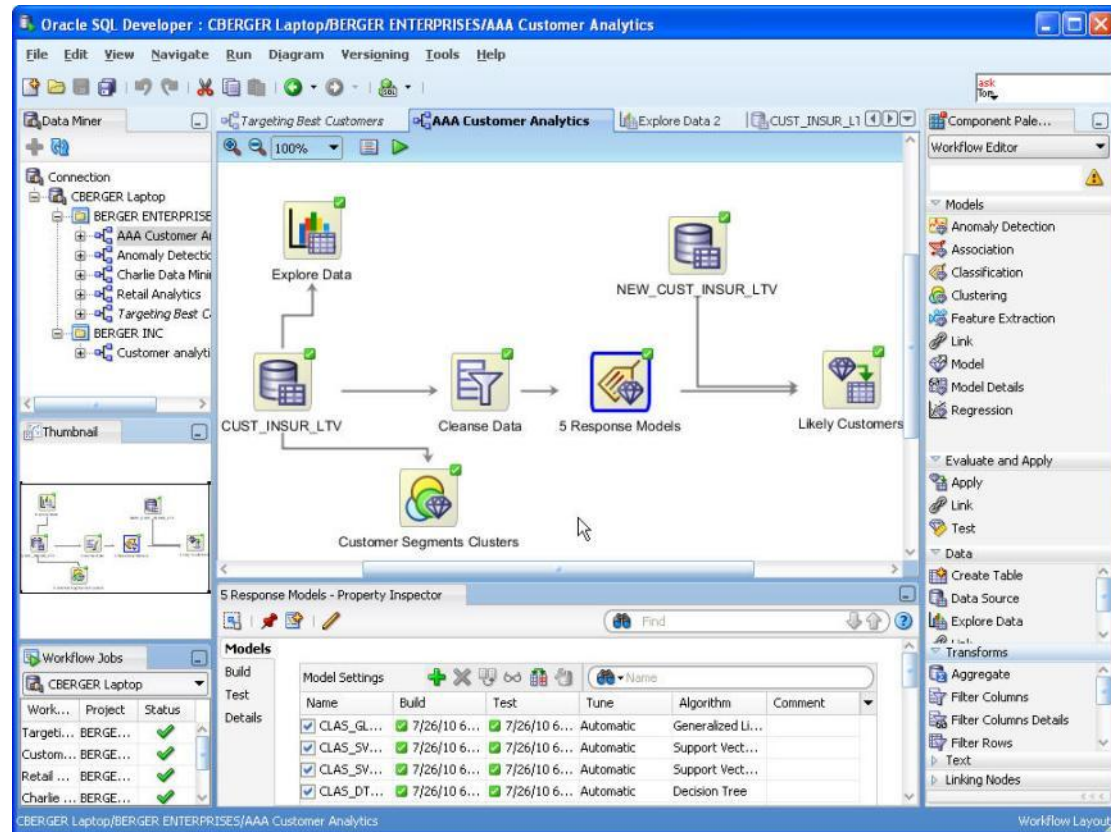 Oracle SQL Developer : CBERGER Laptop/BERGER ENTERPRISES/AAA Customer Analytics
File Edit View Navigate Run Diagram Versioning Tools Help
ask
Tom
Data Miner
Connection
CBERGER Laptop
BERGER ENTERPRISE
AAA Customer A
Anomaly Detectic
Charlie Data Minin
Retail Analytics
Targeting Best C
BERGER INC
Customer analyti
Thumbnail
Workflow Jobs
CBERGER Laptop
Work... Project Status
Targeti... BERGE...
Custom... BERGE...
Retail ... BERGE...
Charlie ... BERGE...
Targeting Best Customers AAA Customer Analytics Explore Data 2 CUST_INSUR_L
100%
Explore Data
NEW_CUST_INSUR_LTV
CUST_INSUR_LTV
Cleanse Data
5 Response Models
Likely Customers
Customer Segments Clusters
5 Response Models - Property Inspector
Find
Models
Build
Test
Details
Model Settings
Name
Name Build Test Tune Algorithm Comment
CLAS_GL... 7/26/10 6... 7/26/10 6... Automatic Generalized Li...
CLAS_SV... 7/26/10 6... 7/26/10 6... Automatic Support Vect...
CLAS_SV... 7/26/10 6... 7/26/10 6... Automatic Support Vect...
CLAS_DT... 7/26/10 6... 7/26/10 6... Automatic Decision Tree
Component Pale...
Workflow Editor
Models
Anomaly Detection
Association
Classification
Clustering
Feature Extraction
Link
Model
Model Details
Regression
Evaluate and Apply
Apply
Link
Test
Data
Create Table
Data Source
Explore Data
Transforms
Aggregate
Filter Columns
Filter Columns Details
Filter Rows
Text
Linking Nodes
CBERGER Laptop/BERGER ENTERPRISES/AAA Customer Analytics
Workflow Layout